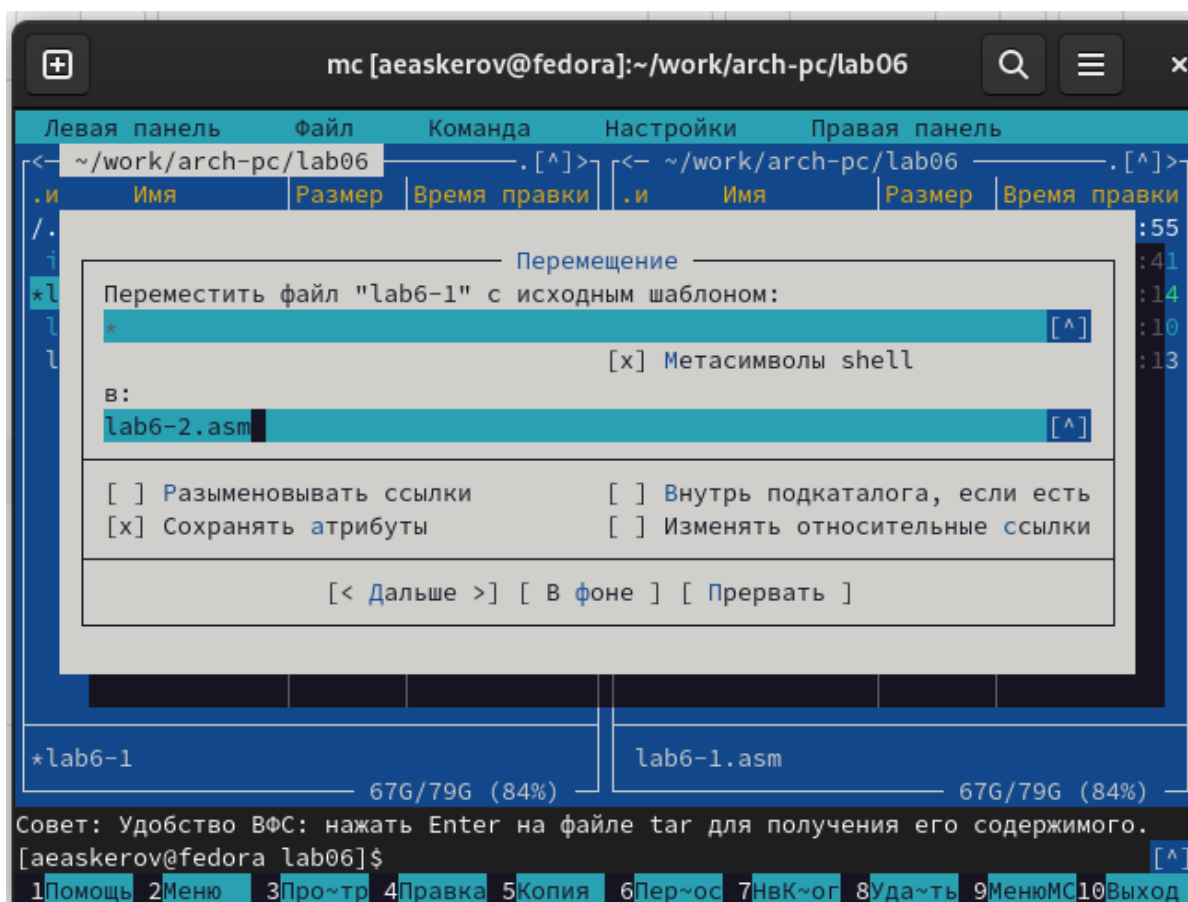 mc [aeaskerov@fedora]:~/work/arch-pc/lab06
Левая панель Файл Команда Настройки Правая панель
<— ~/work/arch-pc/lab06 .[^]> <— ~/work/arch-pc/lab06 .[^]>
.и Имя Размер Время правки .и Имя Размер Время правки
/. :55
i Перемещение :41
*l Переместить файл "lab6-1" с исходным шаблоном: :14
l * [^] :10
l [x] Метасимволы shell :13
в:
lab6-2.asm [^]
[ ] Разыменовывать ссылки [ ] Внутрь подкаталога, если есть
[x] Сохранять атрибуты [ ] Изменять относительные ссылки
[< Дальше >] [ В фоне ] [ Прервать ]
*lab6-1 lab6-1.asm
67G/79G (84%) 67G/79G (84%)
Совет: Удобство ВФС: нажать Enter на файле tar для получения его содержимого.
[aeaskerov@fedora lab06]$ [^]
1Помощь 2Меню 3Про~тр 4Правка 5Копия 6Пер~ос 7НвК~ог 8Уда~ть 9МенюМС 10Выход